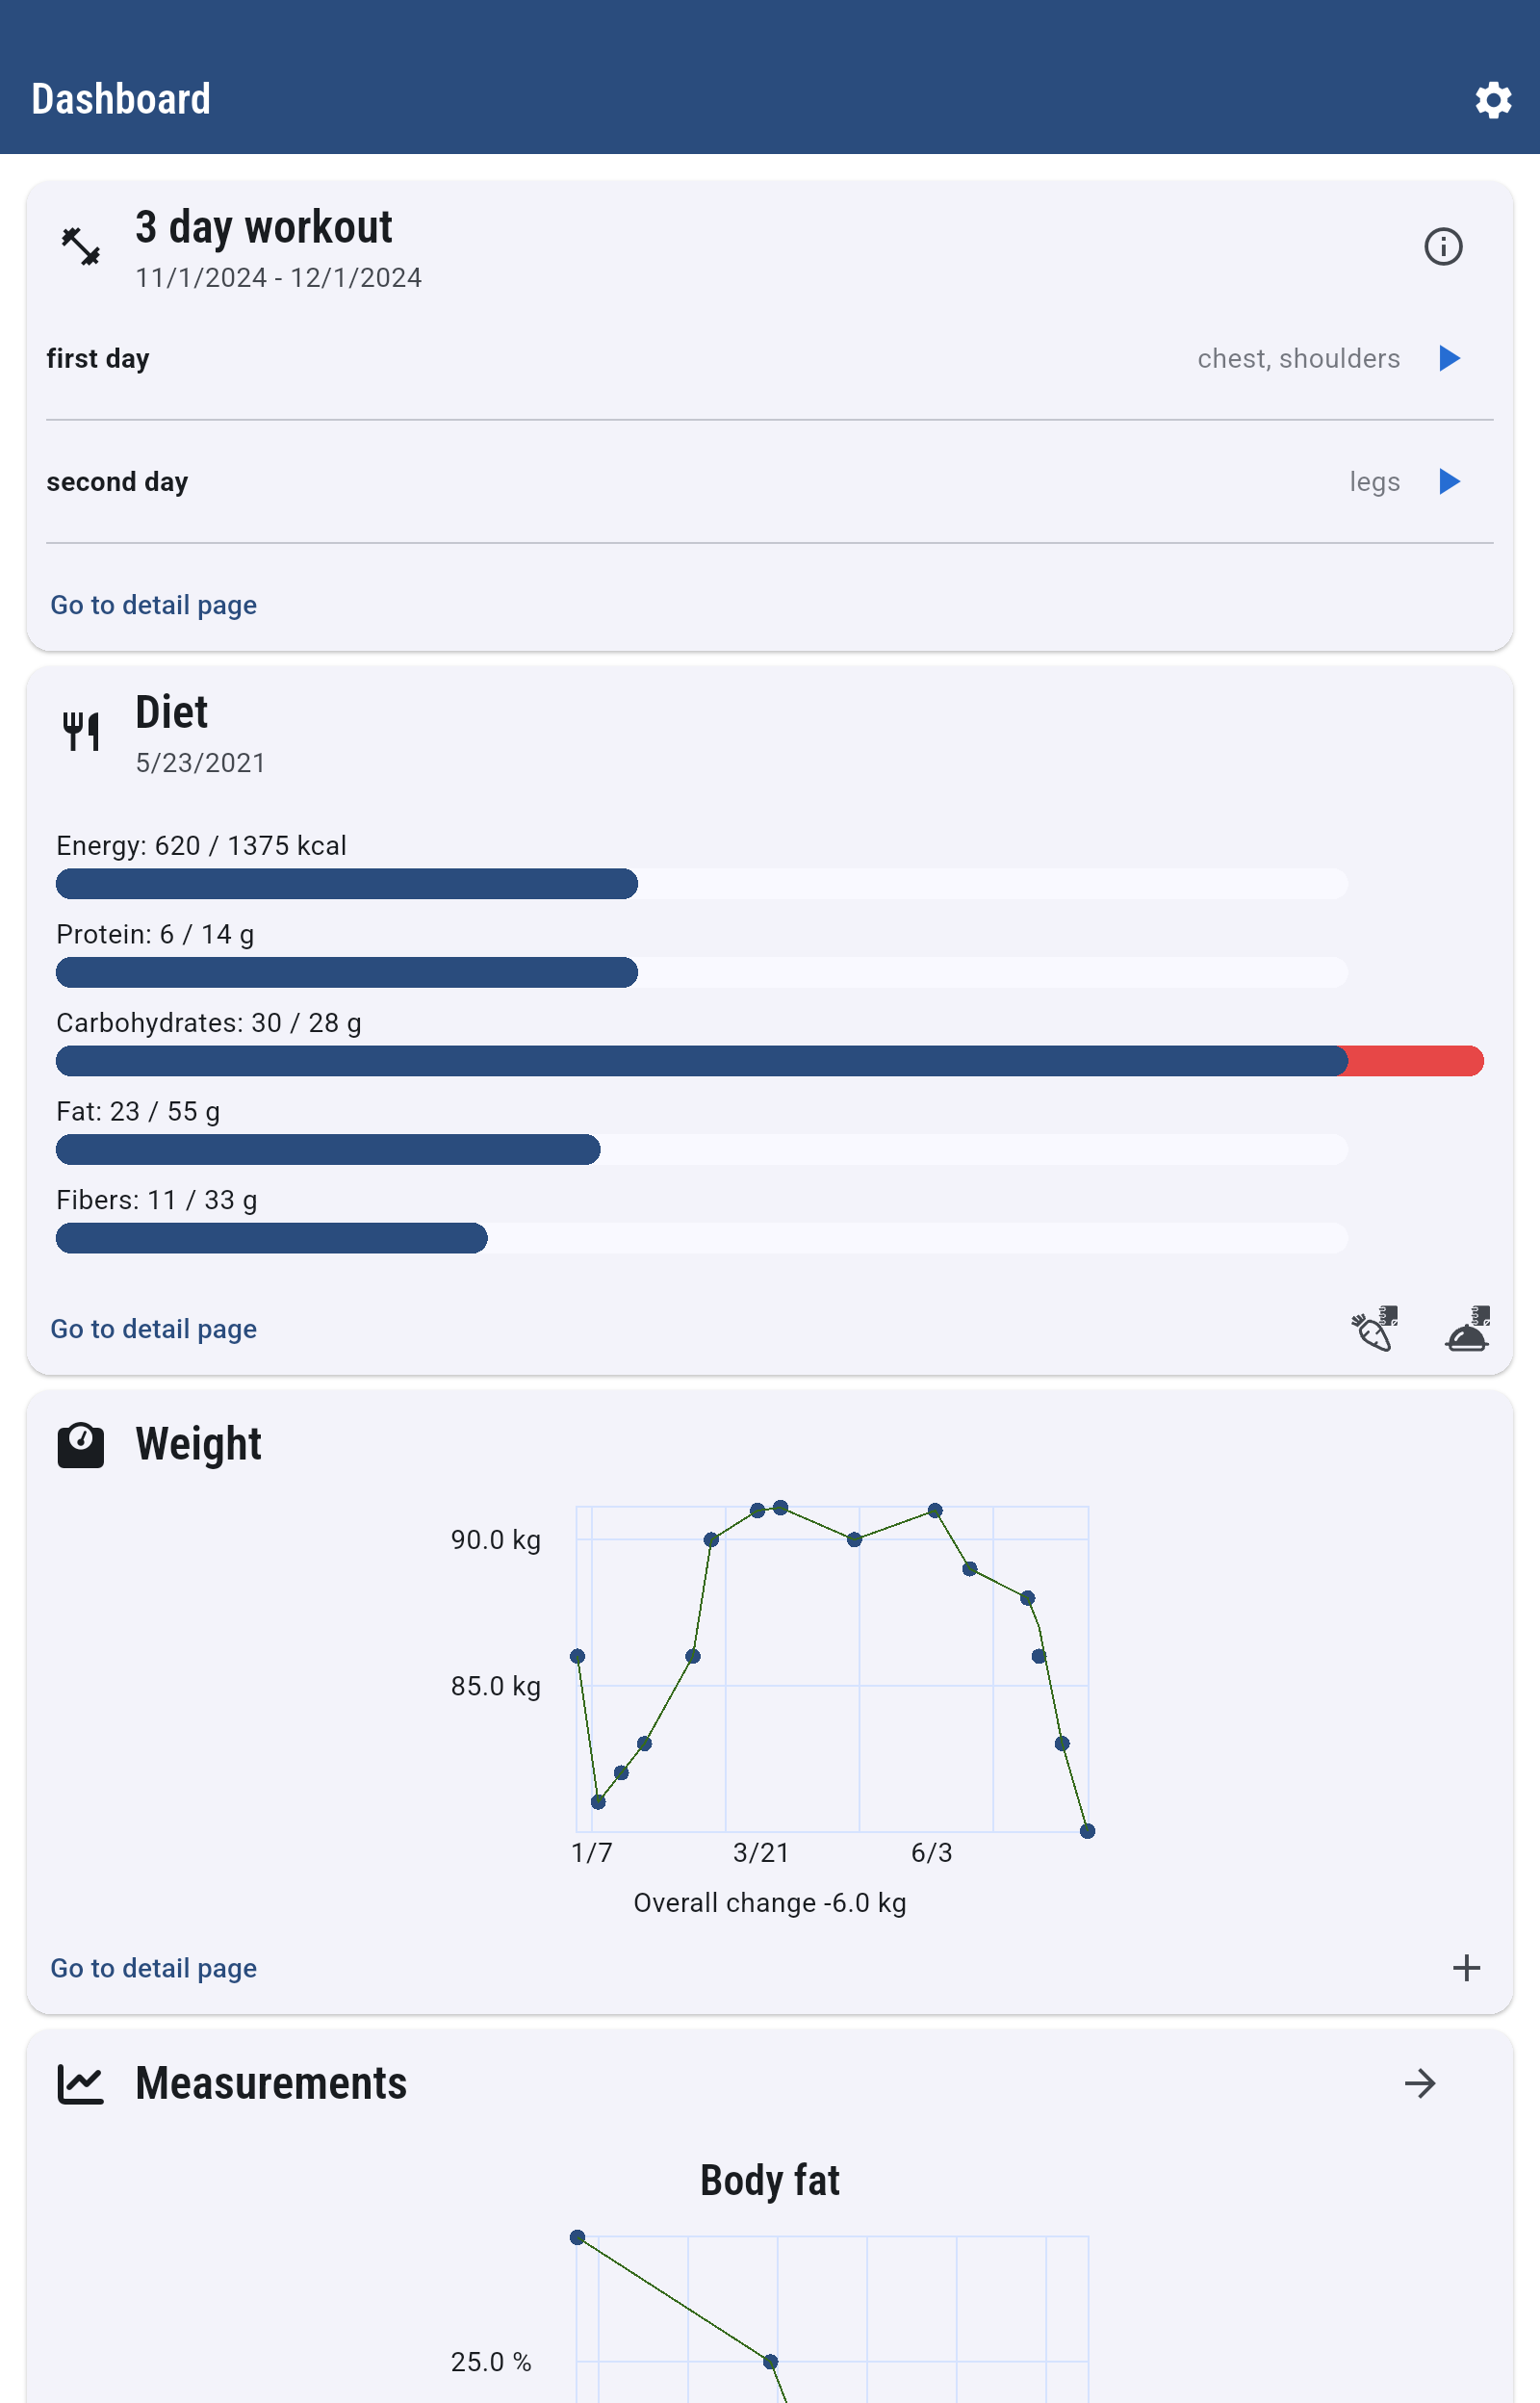 Dashboard
3 day workout
11/1/2024 - 12/1/2024
first day
chest, shoulders
second day
legs
Go to detail page
Diet
5/23/2021
Energy: 620 / 1375 kcal
Protein: 6 / 14 g
Carbohydrates: 30 / 28 g
Fat: 23 / 55 g
Fibers: 11 / 33 g
Go to detail page
Weight
90.0 kg
85.0 kg
1/7 3/21 6/3
Overall change -6.0 kg
Go to detail page
Measurements
Body fat
25.0 %